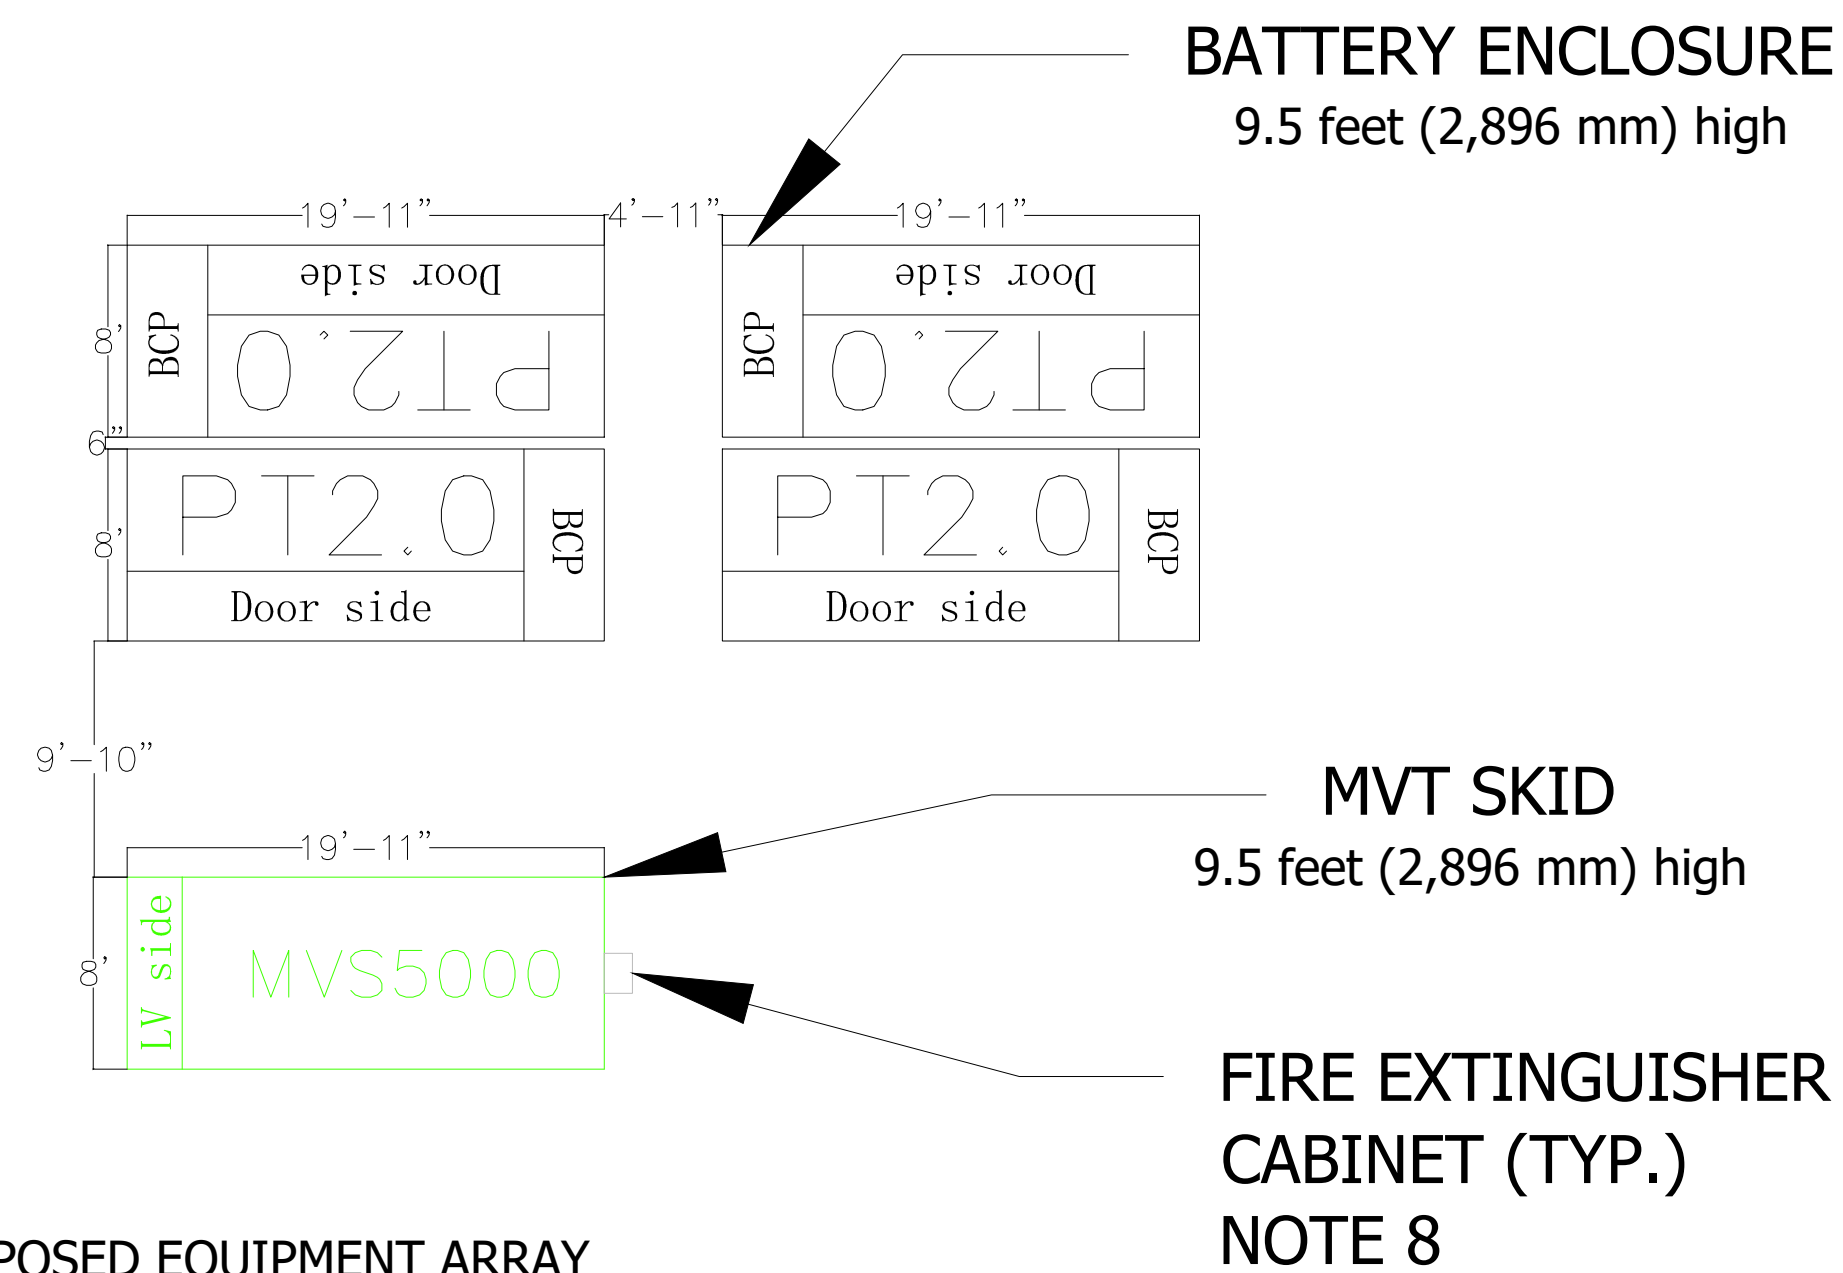 BATTERY ENCLOSURE
9.5 feet (2,896 mm) high
19'-11" 4'-11" 19'-11"
Door side Door side
8' BCP PT2.0 BCP PT2.0
6"
8' PT2.0 BCP PT2.0 BCP
Door side Door side
9'-10"
MVT SKID
9.5 feet (2,896 mm) high
19'-11"
8' LV side MVS5000
FIRE EXTINGUISHER
CABINET (TYP.)
NOTE 8
POSED EQUIPMENT ARRAY